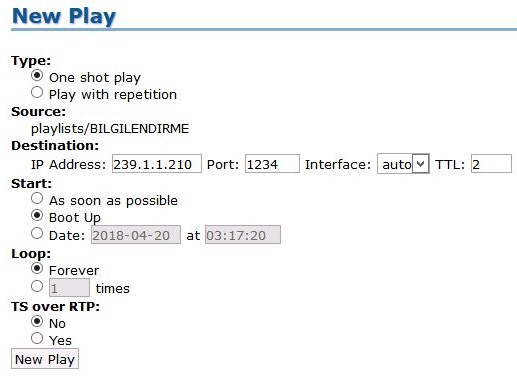 New Play
Type:
One shot play
Play with repetition
Source:
playlists/BILGILENDIRME
Destination:
IP Address: 239.1.1.210 Port: 1234 Interface: auto TTL: 2
Start:
As soon as possible
Boot Up
Date: 2018-04-20 at 03:17:20
Loop:
Forever
1 times
TS over RTP:
No
Yes
New Play